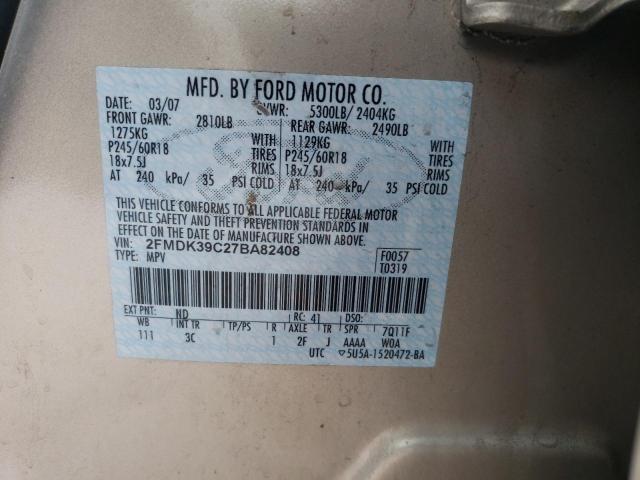 MFD. BY FORD MOTOR CO.
DATE: 03/07 GVWR: 5300LB/ 2404KG
FRONT GAWR: 2810LB REAR GAWR: 2490LB
1275KG WITH 1129KG WITH
P245/60R18 TIRES P245/60R18 TIRES
18x7.5J RIMS 18x7.5J RIMS
AT 240 kPa/ 35 PSI COLD AT 240 kPa/ 35 PSI COLD
THIS VEHICLE CONFORMS TO ALL APPLICABLE FEDERAL MOTOR
VEHICLE SAFETY AND THEFT PREVENTION STANDARDS IN
EFFECT ON THE DATE OF MANUFACTURE SHOWN ABOVE.
VIN: 2FMDK39C27BA82408 F0057
TYPE: MPV T0319
EXT PNT: ND RC: 41 DSO:
WB INT TR TP/PS R AXLE TR SPR 7Q11F
111 3C 1 2F J AAAA WOA
UTC ▽5U5A-1520472-BA